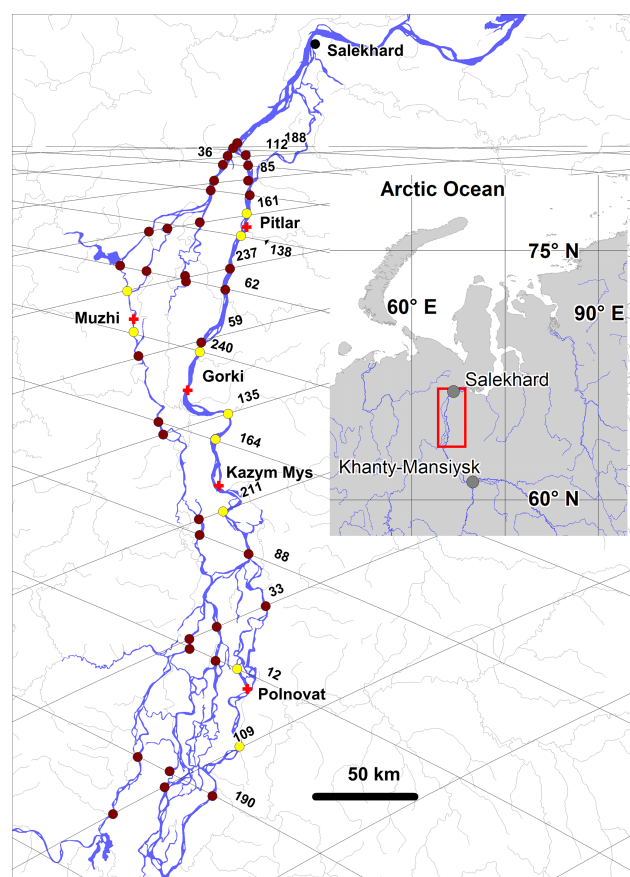 Salekhard
188
112
36
85
161
Pitlar
138
237
62
Muzhi
59
240
Gorki
135
164
Kazym Mys
211
88
33
12
Polnovat
109
50 km
190
Arctic Ocean
75° N
60° E
90° E
Salekhard
Khanty-Mansiysk
60° N